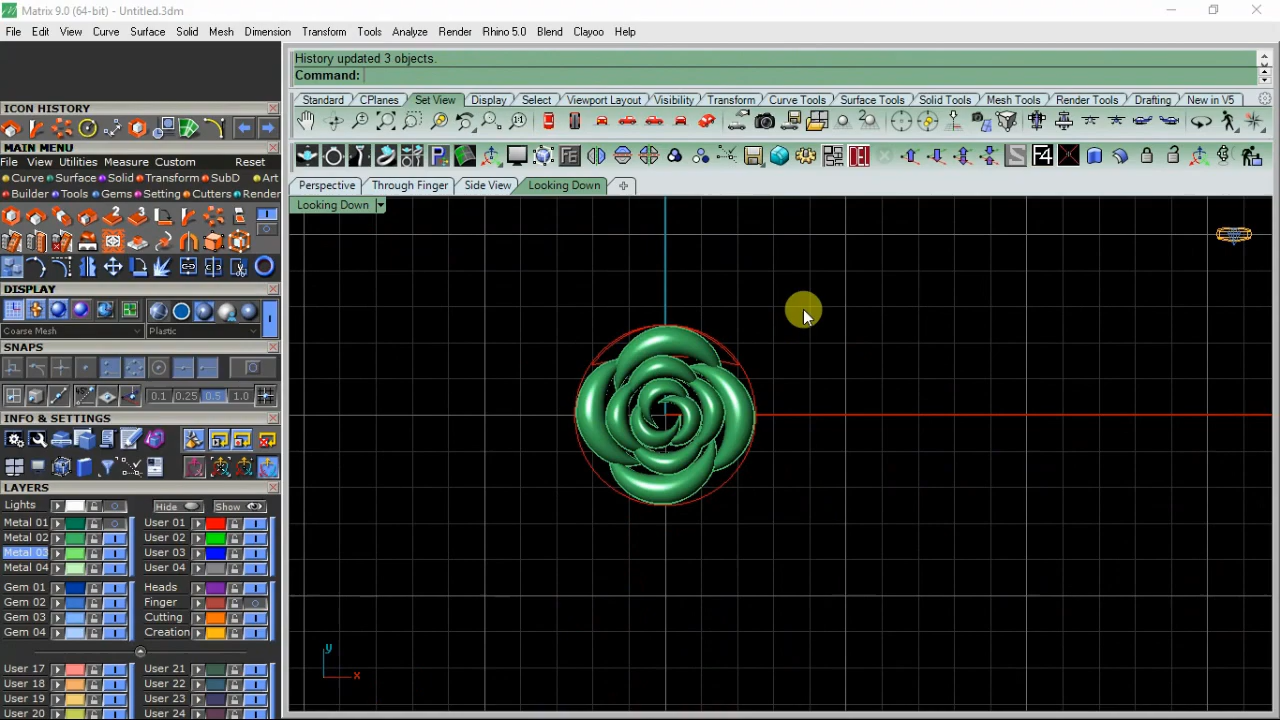 Matrix 9.0 (64-bit) - Untitled.3dm
File Edit View Curve Surface Solid Mesh Dimension Transform Tools Analyze Render Rhino 5.0 Blend Clayoo Help
History updated 3 objects.
Command:
Standard CPlanes Set View Display Select Viewport Layout Visibility Transform Curve Tools Surface Tools Solid Tools Mesh Tools Render Tools Drafting New in V5
Perspective Through Finger Side View Looking Down
Looking Down
ICON HISTORY
MAIN MENU
File View Utilities Measure Custom Reset
Curve Surface Solid Transform SubD Art
Builder Tools Gems Setting Cutters Render
DISPLAY
Coarse Mesh Plastic
SNAPS
0.1 0.25 0.5 1.0
INFO & SETTINGS
LAYERS
Lights Hide Show
Metal 01 User 01
Metal 02 User 02
Metal 03 User 03
Metal 04 User 04
Gem 01 Heads
Gem 02 Finger
Gem 03 Cutting
Gem 04 Creation
User 17 User 21
User 18 User 22
User 19 User 23
User 20 User 24
FE F4
y
x